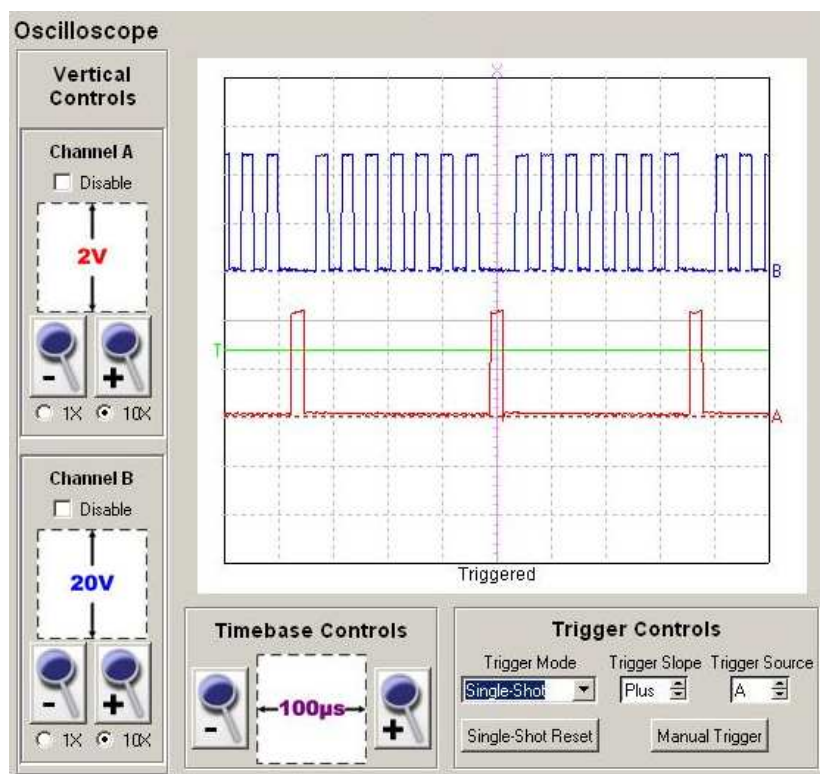 Oscilloscope
Vertical
Controls
Channel A
Disable
2V
-
+
1X
10X
Channel B
Disable
20V
-
+
1X
10X
X
B
T
A
Triggered
Timebase Controls
-
100µs
+
Trigger Controls
Trigger Mode
Trigger Slope
Trigger Source
Single-Shot
Plus
A
Single-Shot Reset
Manual Trigger